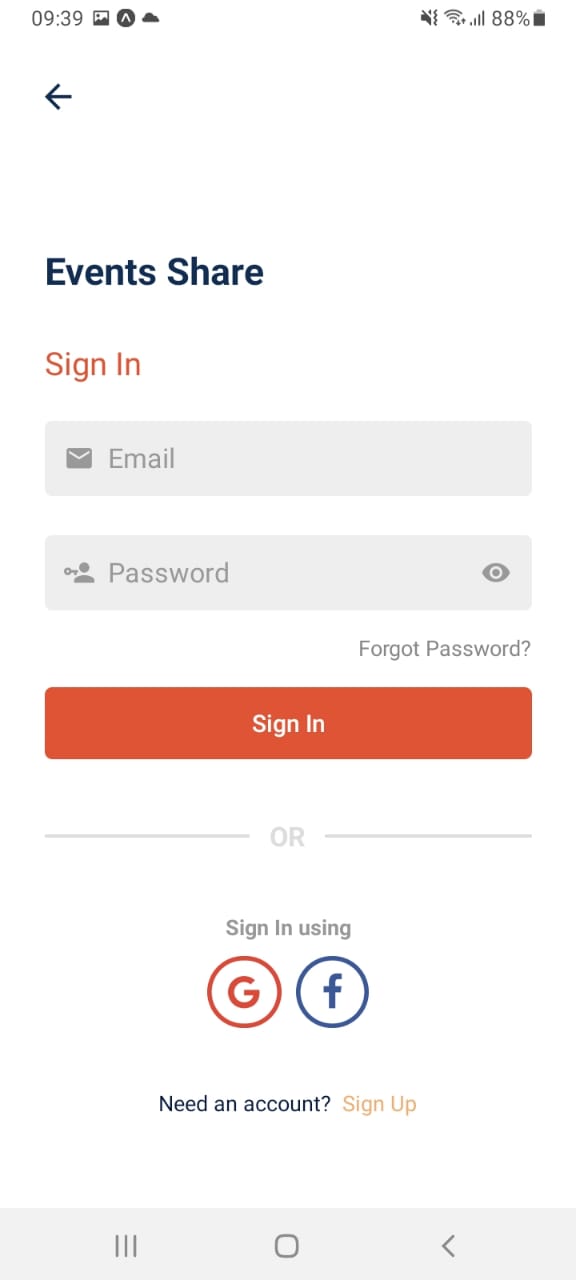 09:39 88%
Events Share
Sign In
Email
Password
Forgot Password?
Sign In
OR
Sign In using
G f
Need an account? Sign Up